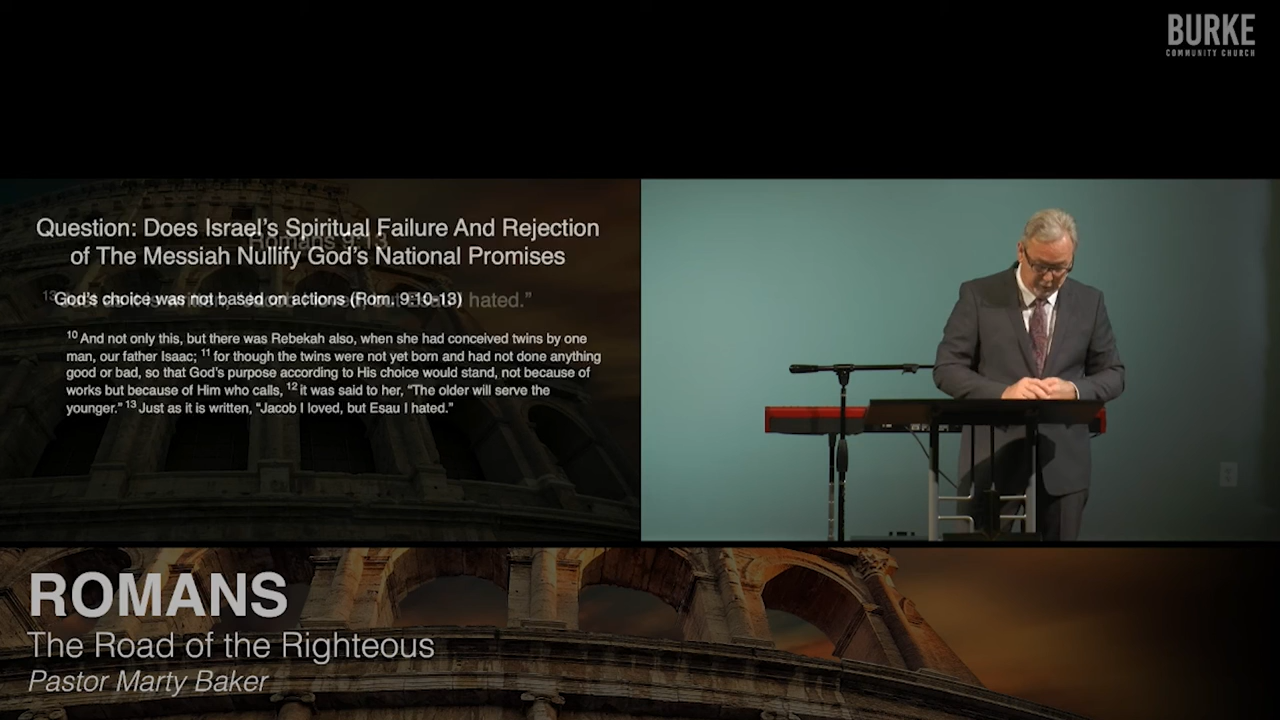 BURKE
COMMUNITY CHURCH
Question: Does Israel's Spiritual Failure And Rejection
Romans 9:13
of The Messiah Nullify God's National Promises
God's choice was not based on actions (Rom. 9:10-13)
13 hated.”
10 And not only this, but there was Rebekah also, when she had conceived twins by one
man, our father Isaac; 11 for though the twins were not yet born and had not done anything
good or bad, so that God's purpose according to His choice would stand, not because of
works but because of Him who calls, 12 it was said to her, “The older will serve the
younger.” 13 Just as it is written, “Jacob I loved, but Esau I hated.”
ROMANS
The Road of the Righteous
Pastor Marty Baker